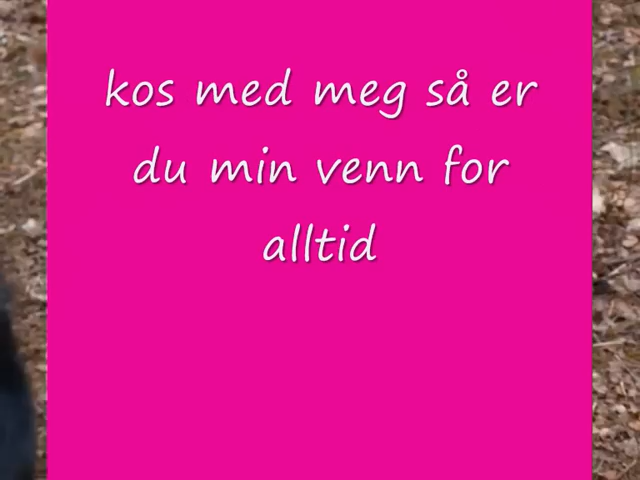 kos med meg så er
du min venn for
alltid